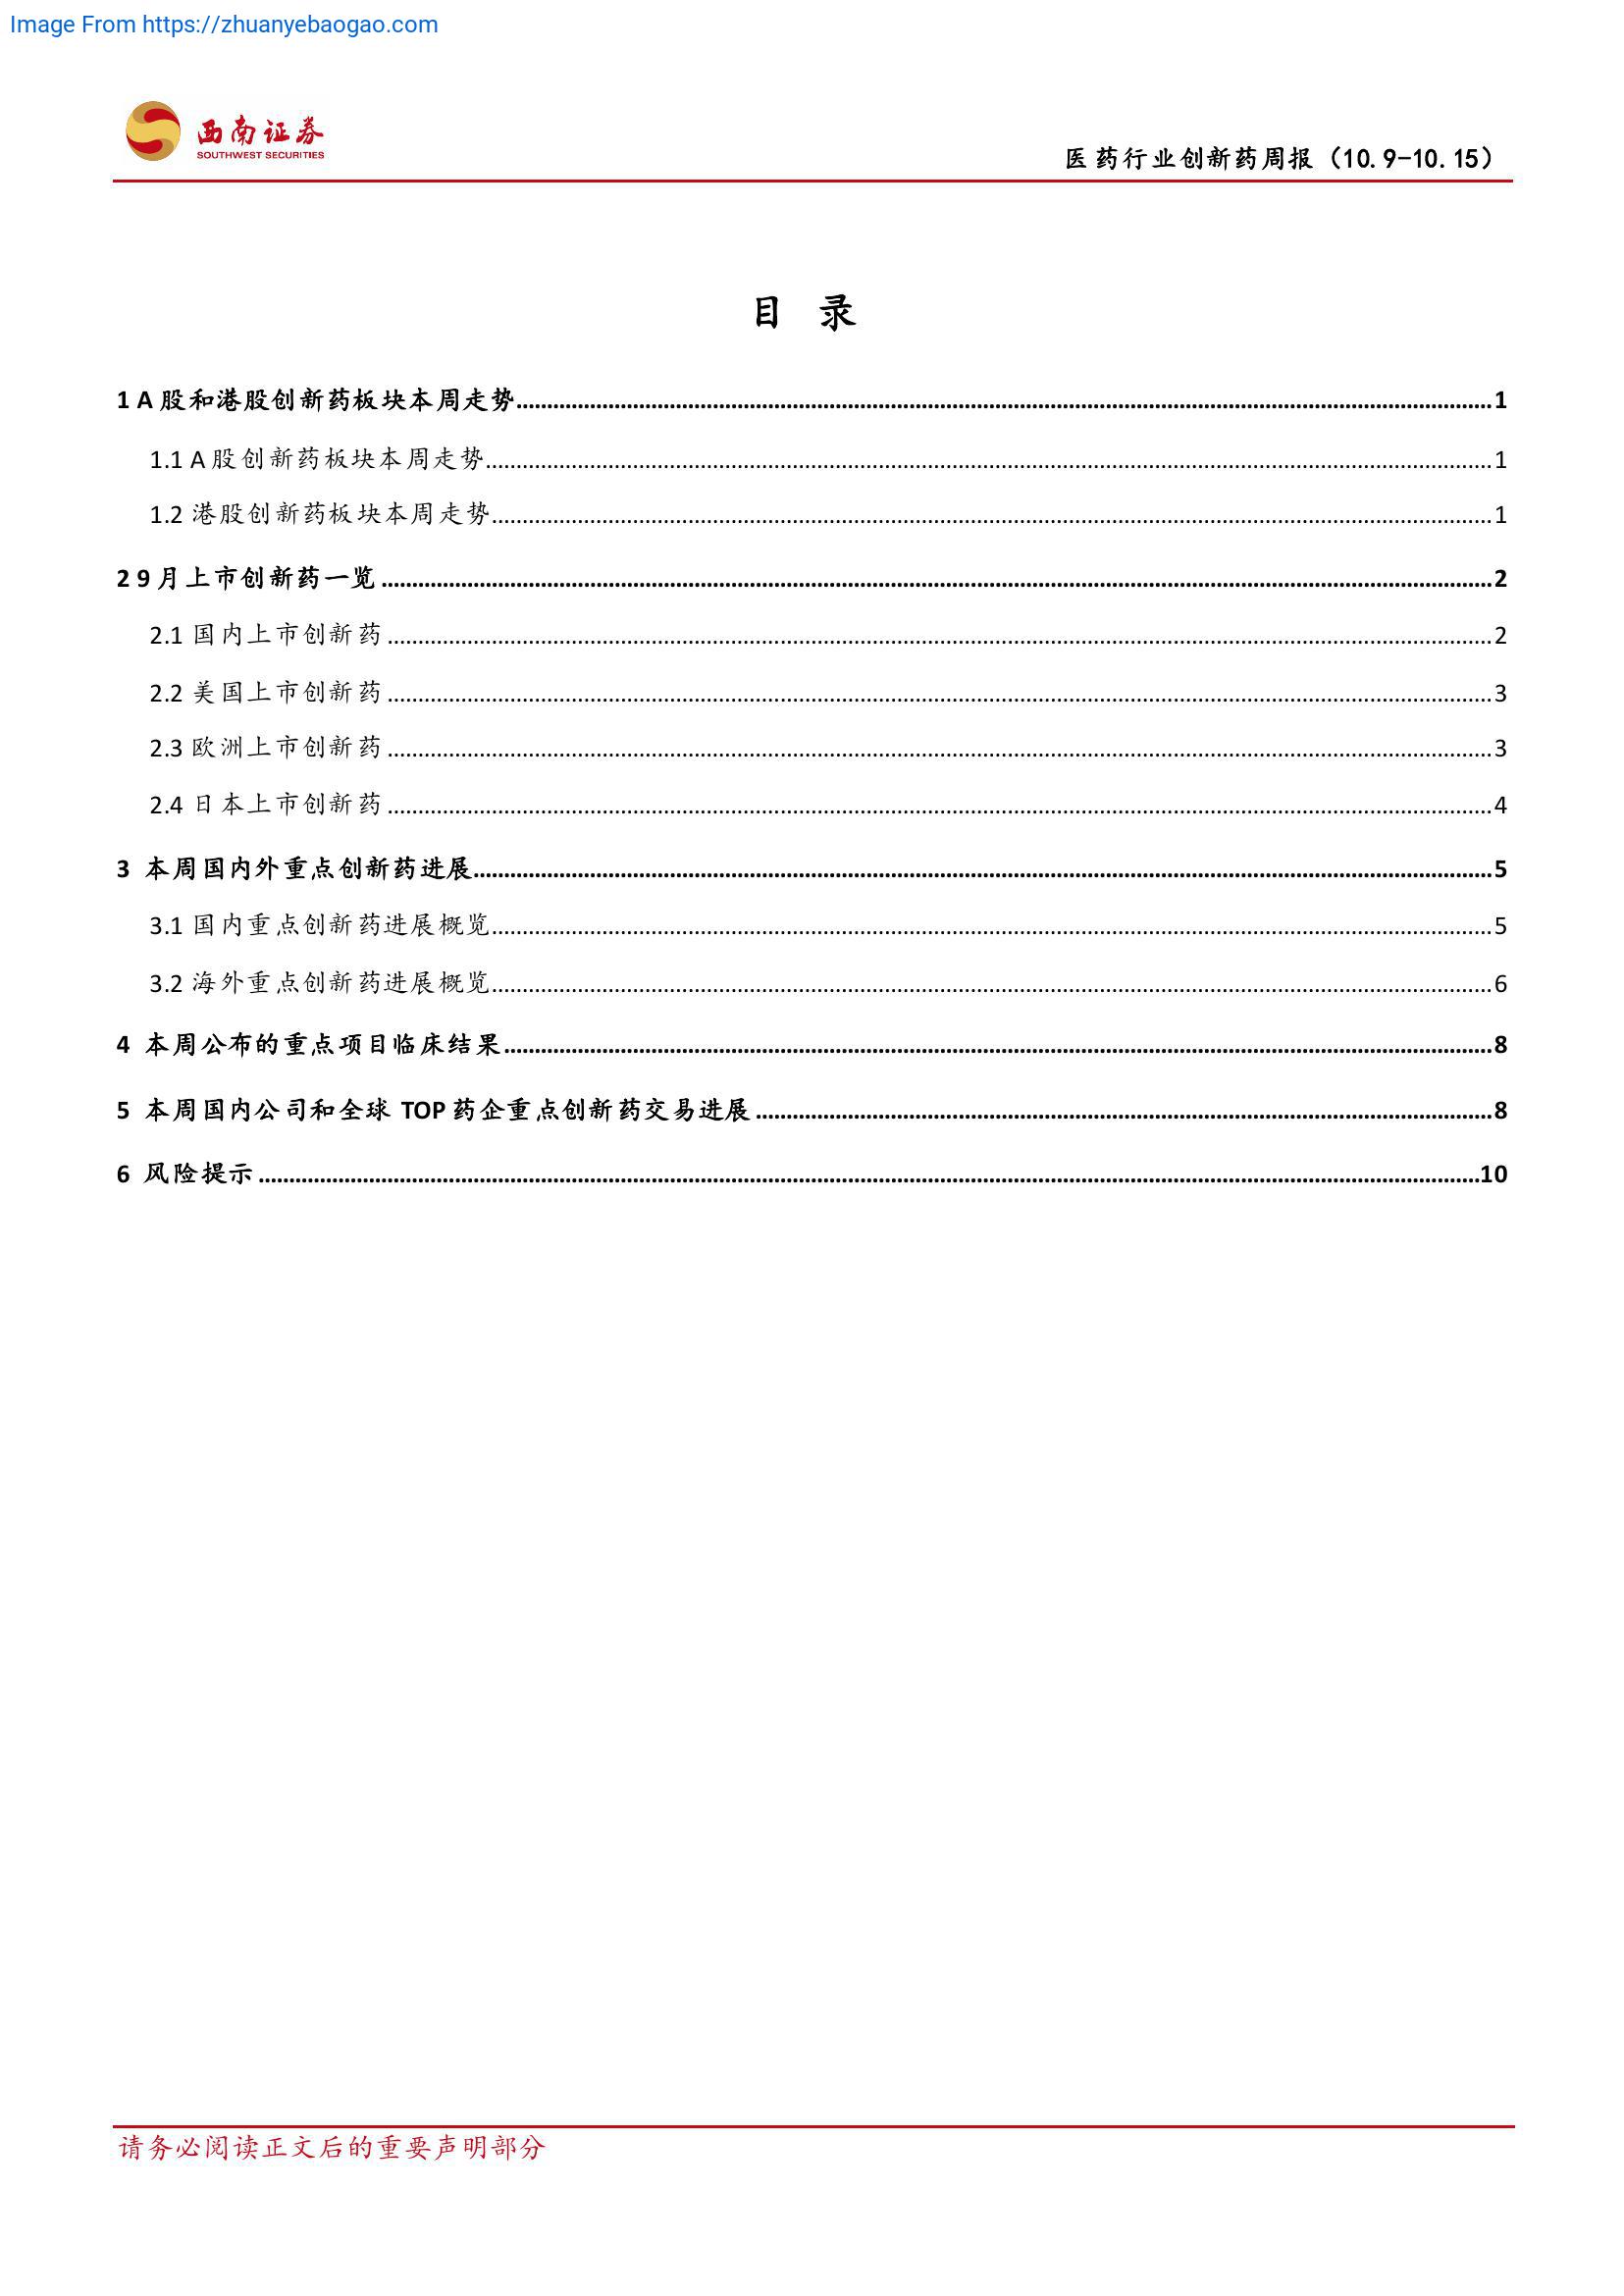 Image From https://zhuanyebaogao.com
西南证券
SOUTHWEST SECURITIES
医药行业创新药周报（10.9-10.15）
目 录
1 A 股和港股创新药板块本周走势........................1
1.1 A 股创新药板块本周走势........................1
1.2 港股创新药板块本周走势........................1
2 9 月上市创新药一览........................2
2.1 国内上市创新药........................2
2.2 美国上市创新药........................3
2.3 欧洲上市创新药........................3
2.4 日本上市创新药........................4
3 本周国内外重点创新药进展........................5
3.1 国内重点创新药进展概览........................5
3.2 海外重点创新药进展概览........................6
4 本周公布的重点项目临床结果........................8
5 本周国内公司和全球 TOP 药企重点创新药交易进展........................8
6 风险提示........................10
请务必阅读正文后的重要声明部分